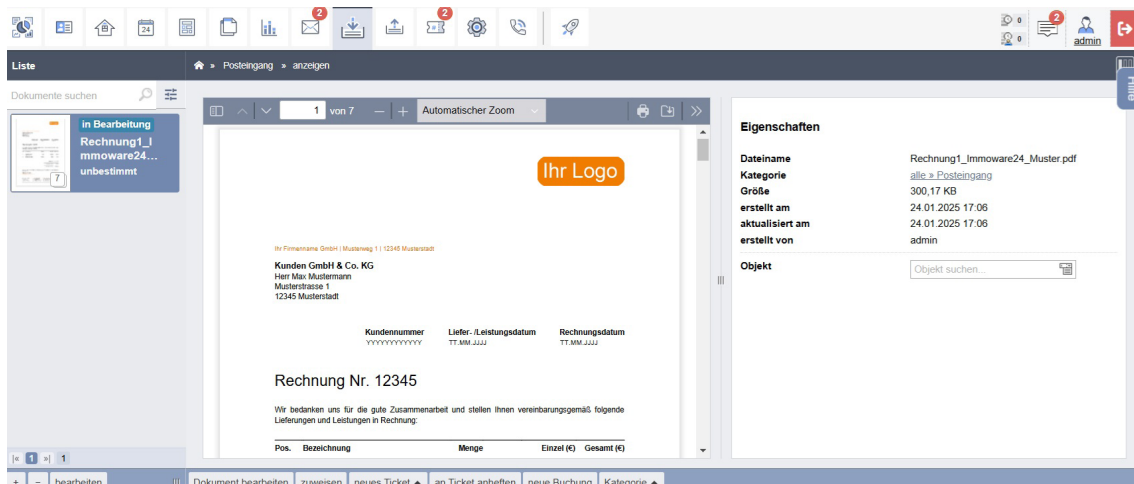 24
2
2
0
0
2
admin
Liste
» Posteingang » anzeigen
Hilfe
Dokumente suchen
in Bearbeitung
Rechnung1_I
mmoware24...
unbestimmt
7
1 von 7
Automatischer Zoom
Ihr Logo
Ihr Firmenname GmbH | Musterweg 1 | 12345 Musterstadt
Kunden GmbH & Co. KG
Herr Max Mustermann
Musterstrasse 1
12345 Musterstadt
Kundennummer Liefer- /Leistungsdatum Rechnungsdatum
YYYYYYYYYYYY TT.MM.JJJJ TT.MM.JJJJ
Rechnung Nr. 12345
Wir bedanken uns für die gute Zusammenarbeit und stellen Ihnen vereinbarungsgemäß folgende
Lieferungen und Leistungen in Rechnung:
Pos. Bezeichnung Menge Einzel (€) Gesamt (€)
Eigenschaften
Dateiname Rechnung1_Immoware24_Muster.pdf
Kategorie alle » Posteingang
Größe 300,17 KB
erstellt am 24.01.2025 17:06
aktualisiert am 24.01.2025 17:06
erstellt von admin
Objekt Objekt suchen...
|« 1 »| 1
+ − bearbeiten
Dokument bearbeiten zuweisen neues Ticket an Ticket anheften neue Buchung Kategorie